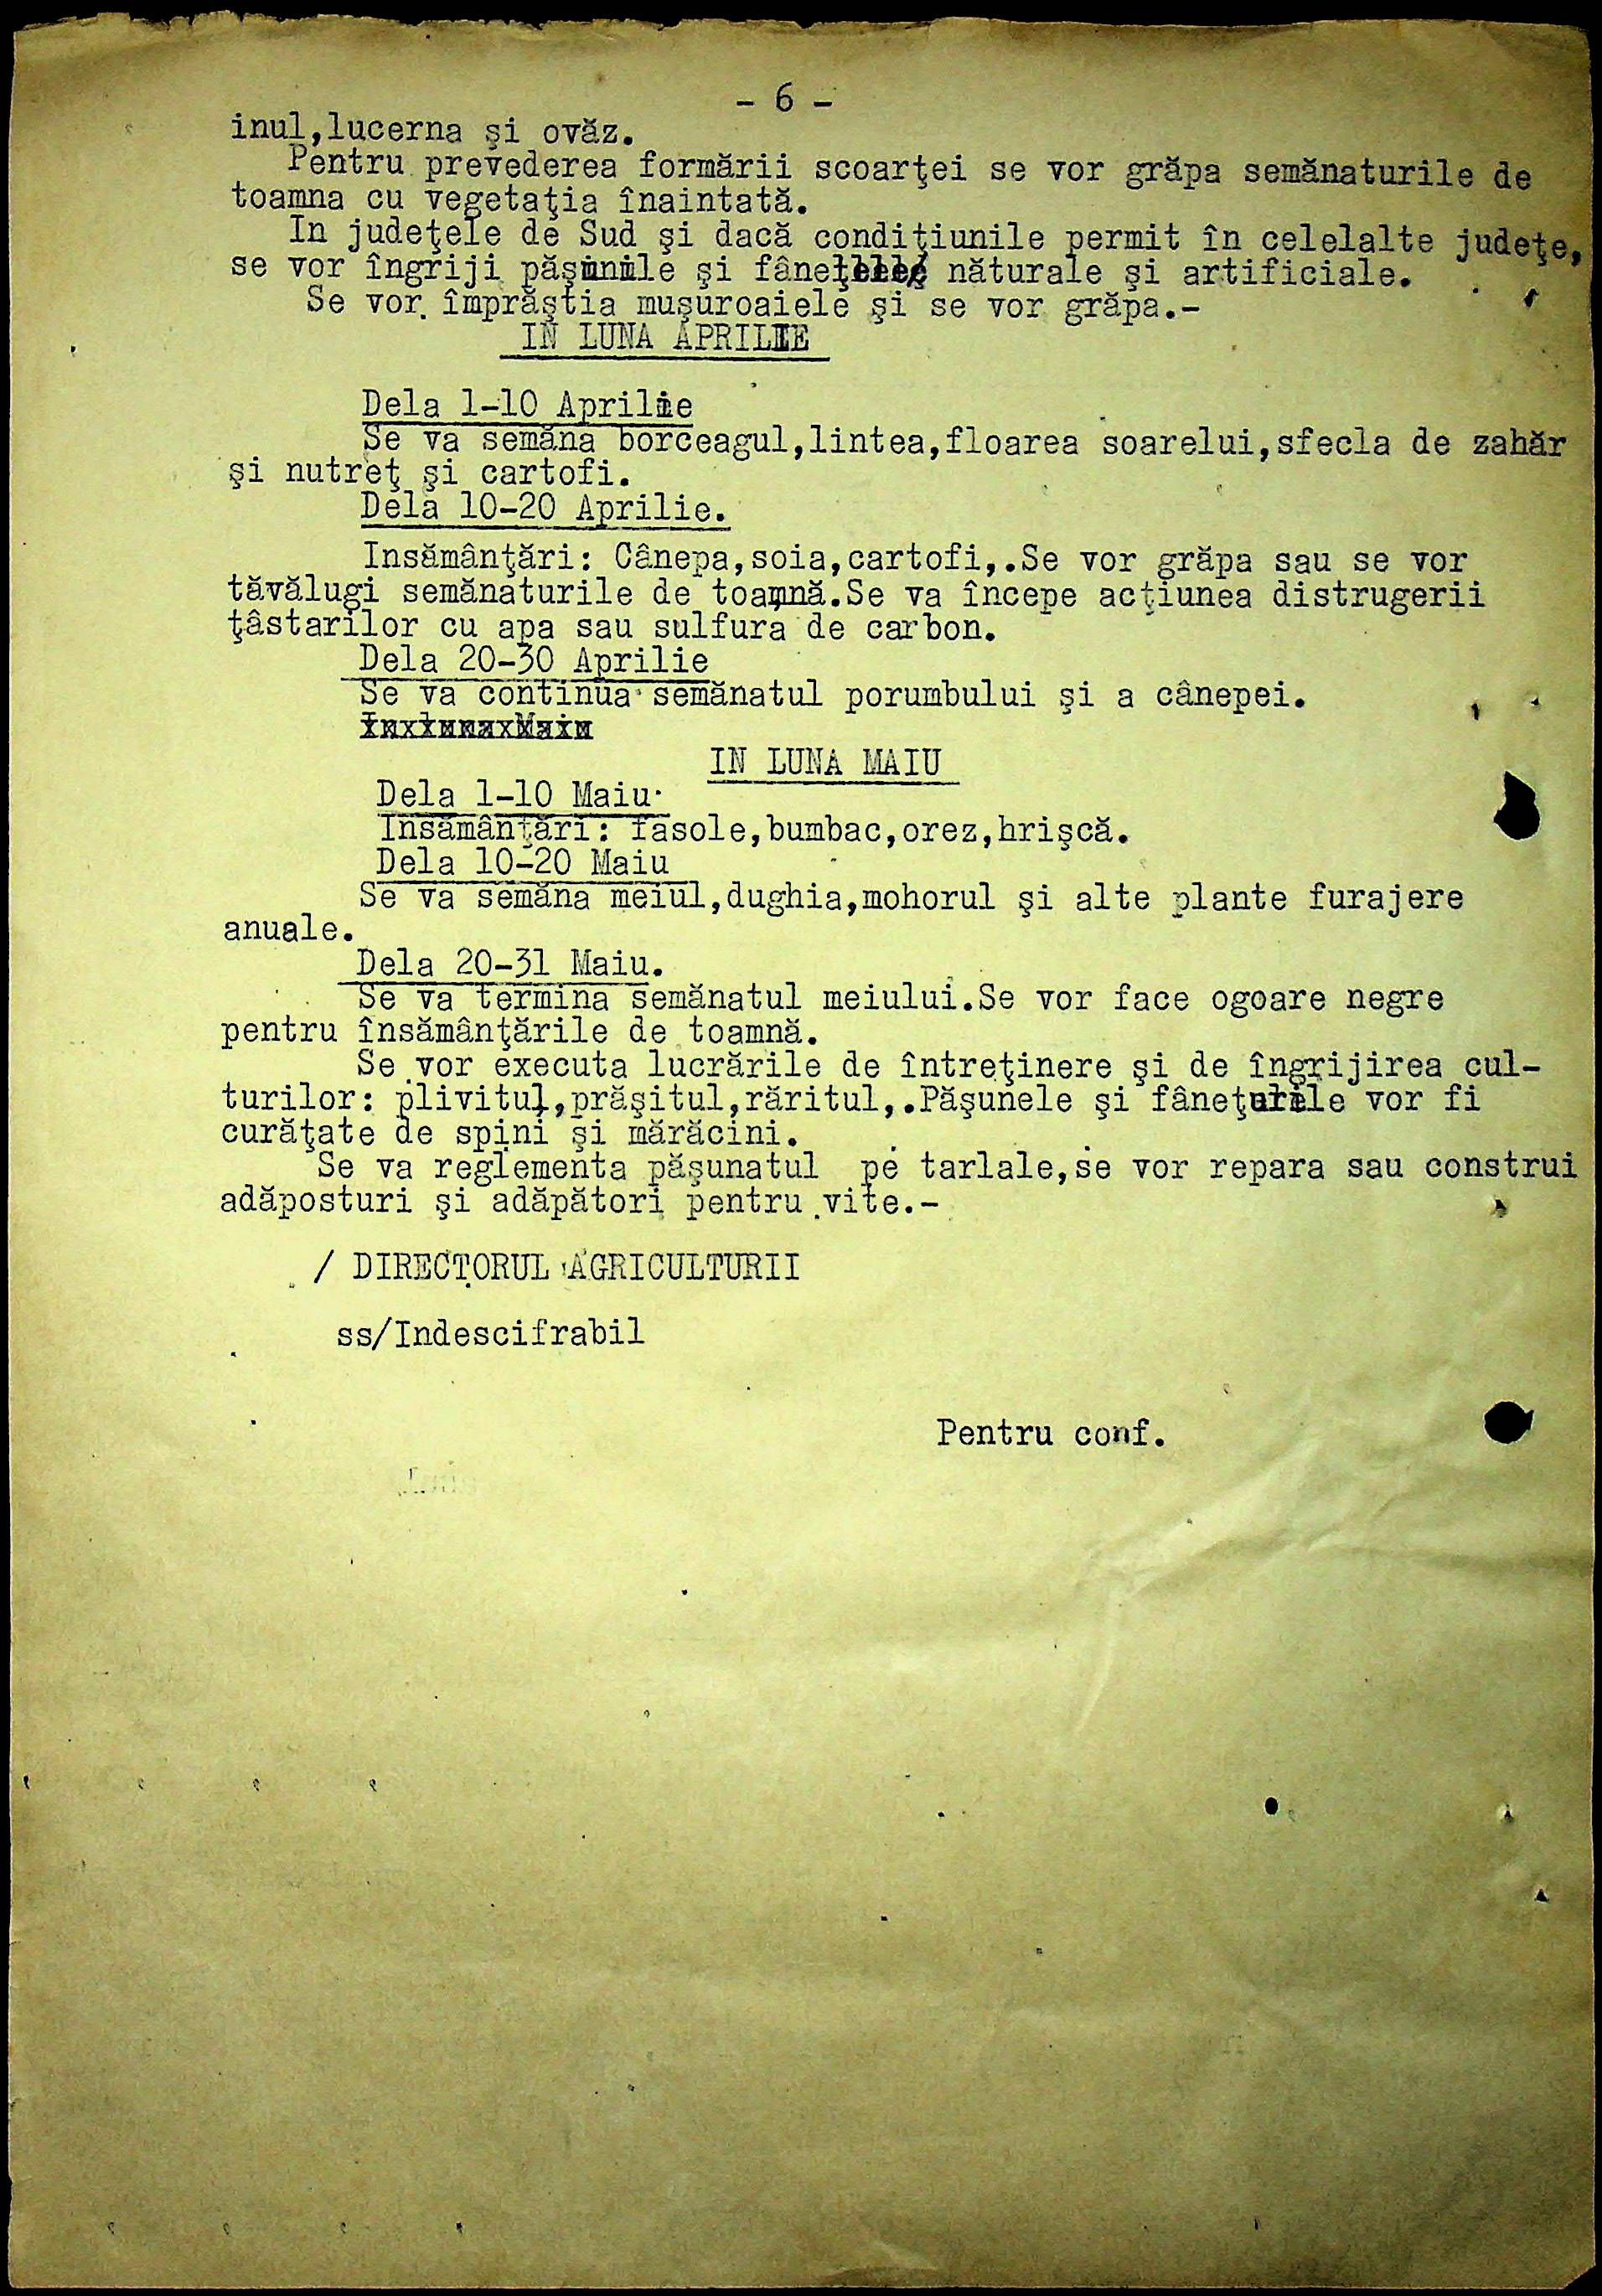 - 6 -
inul,lucerna şi ovăz.
Pentru prevederea formării scoarţei se vor grăpa semănaturile de
toamna cu vegetaţia înaintată.
In judeţele de Sud şi dacă condiţiunile permit în celelalte judeţe,
se vor îngriji păşunile şi fâneţele năturale şi artificiale.
Se vor împrăştia muşuroaiele şi se vor grăpa.-
IN LUNA APRILIE
Dela 1-10 Aprilie
Se va semăna borceagul,lintea,floarea soarelui,sfecla de zahăr
şi nutreţ şi cartofi.
Dela 10-20 Aprilie.
Insămânţări: Cânepa,soia,cartofi,.Se vor grăpa sau se vor
tăvălugi semănaturile de toamnă.Se va începe acţiunea distrugerii
ţâstarilor cu apa sau sulfura de carbon.
Dela 20-30 Aprilie
Se va continua semănatul porumbului şi a cânepei.
IN LUNA MAIU
Dela 1-10 Maiu
Insămânţări: fasole,bumbac,orez,hrişcă.
Dela 10-20 Maiu
Se va semăna meiul,dughia,mohorul şi alte plante furajere
anuale.
Dela 20-31 Maiu.
Se va termina semănatul meiului.Se vor face ogoare negre
pentru însămânţările de toamnă.
Se vor executa lucrările de întreţinere şi de îngrijirea cul-
turilor: plivitul,prăşitul,răritul,.Păşunele şi fâneţurile vor fi
curăţate de spini şi mărăcini.
Se va reglementa păşunatul pe tarlale,se vor repara sau construi
adăposturi şi adăpători pentru vite.-
/ DIRECTORUL AGRICULTURII
ss/Indescifrabil
Pentru conf.